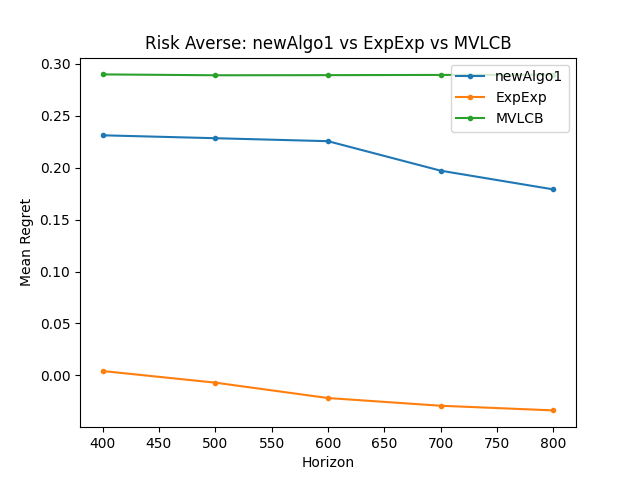 Risk Averse: newAlgo1 vs ExpExp vs MVLCB
newAlgo1
ExpExp
MVLCB
Mean Regret
0.30
0.25
0.20
0.15
0.10
0.05
0.00
400
450
500
550
600
650
700
750
800
Horizon